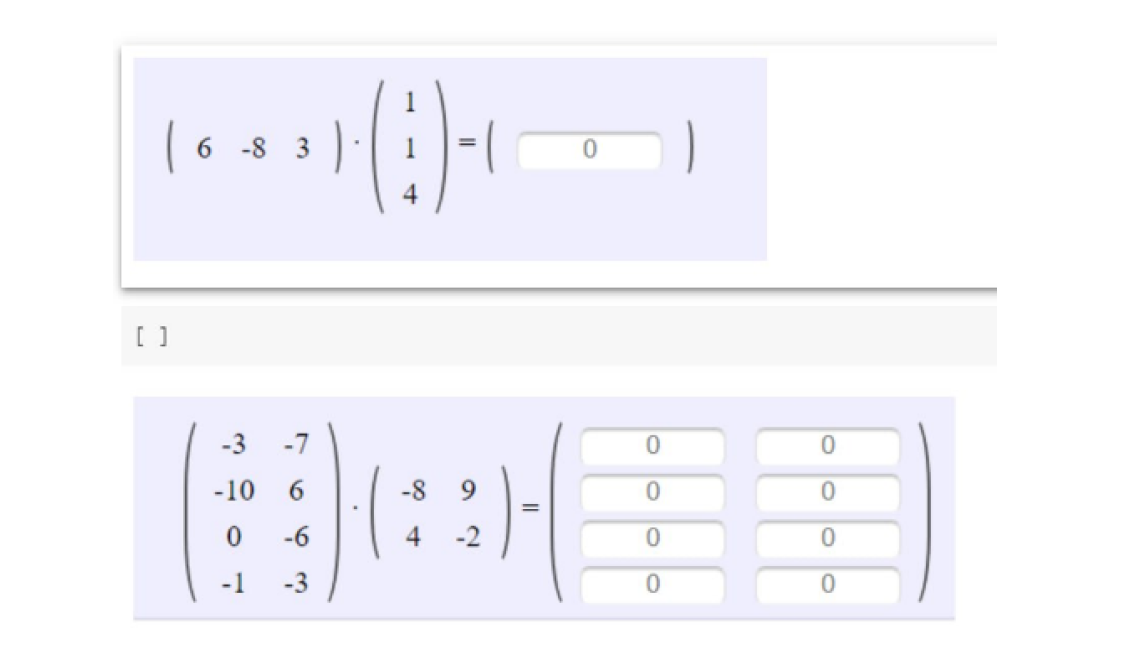 ( 6 -8 3 ) · ( 1 1 4 ) = ( 0 )
[ ]
( -3 -7 ) ( 0 0 )
( -10 6 ) · ( -8 9 ) = ( 0 0 )
( 0 -6 ) ( 4 -2 ) ( 0 0 )
( -1 -3 ) ( 0 0 )